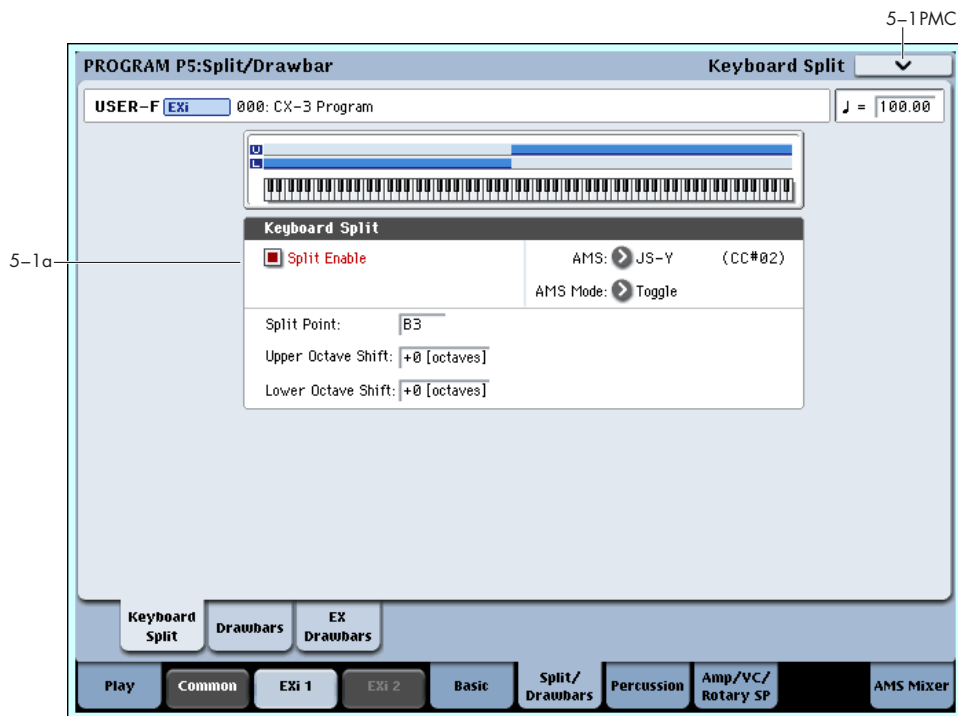 5–1PMC
PROGRAM P5:Split/Drawbar Keyboard Split
USER–F EXi 000: CX–3 Program ♩ = 100.00
U
L
Keyboard Split
5–1a
Split Enable AMS: JS–Y (CC#02)
AMS Mode: Toggle
Split Point: B3
Upper Octave Shift: +0 [octaves]
Lower Octave Shift: +0 [octaves]
Keyboard Split
Drawbars
EX Drawbars
Play
Common
EXi 1
EXi 2
Basic
Split/ Drawbars
Percussion
Amp/VC/ Rotary SP
AMS Mixer